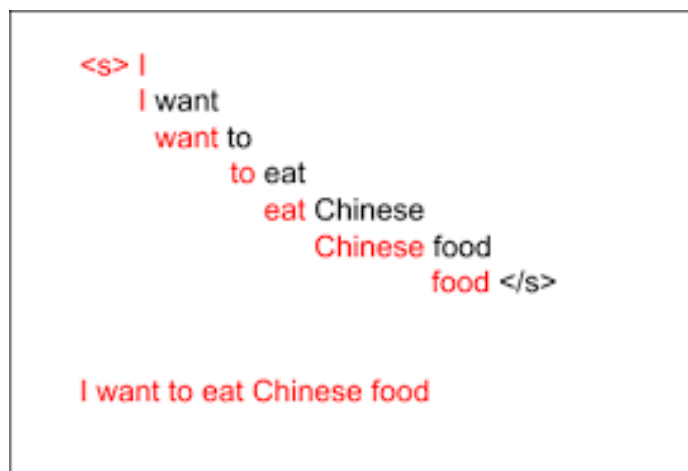 <s> I
I want
want to
to eat
eat Chinese
Chinese food
food </s>
I want to eat Chinese food